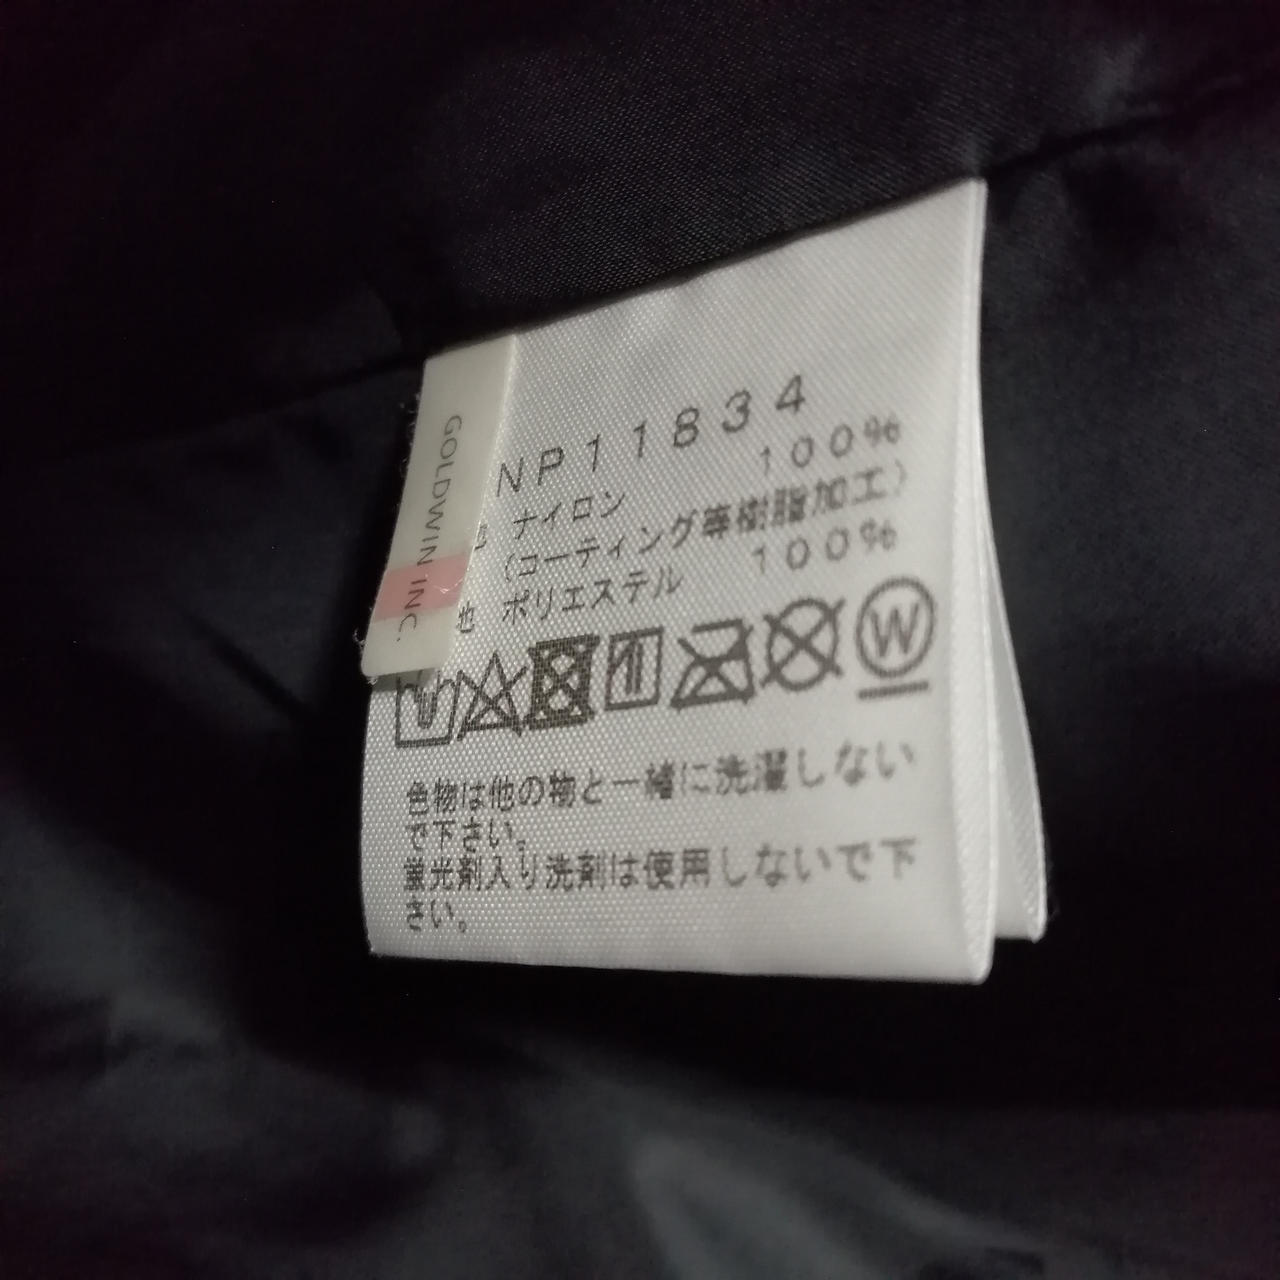 GOLDWIN INC.
NP11834
ナイロン 100%
(コーティング等樹脂加工)
色 ポリエステル 100%
W
色物は他の物と一緒に洗濯しない
で下さい。
蛍光剤入り洗剤は使用しないで下
さい。